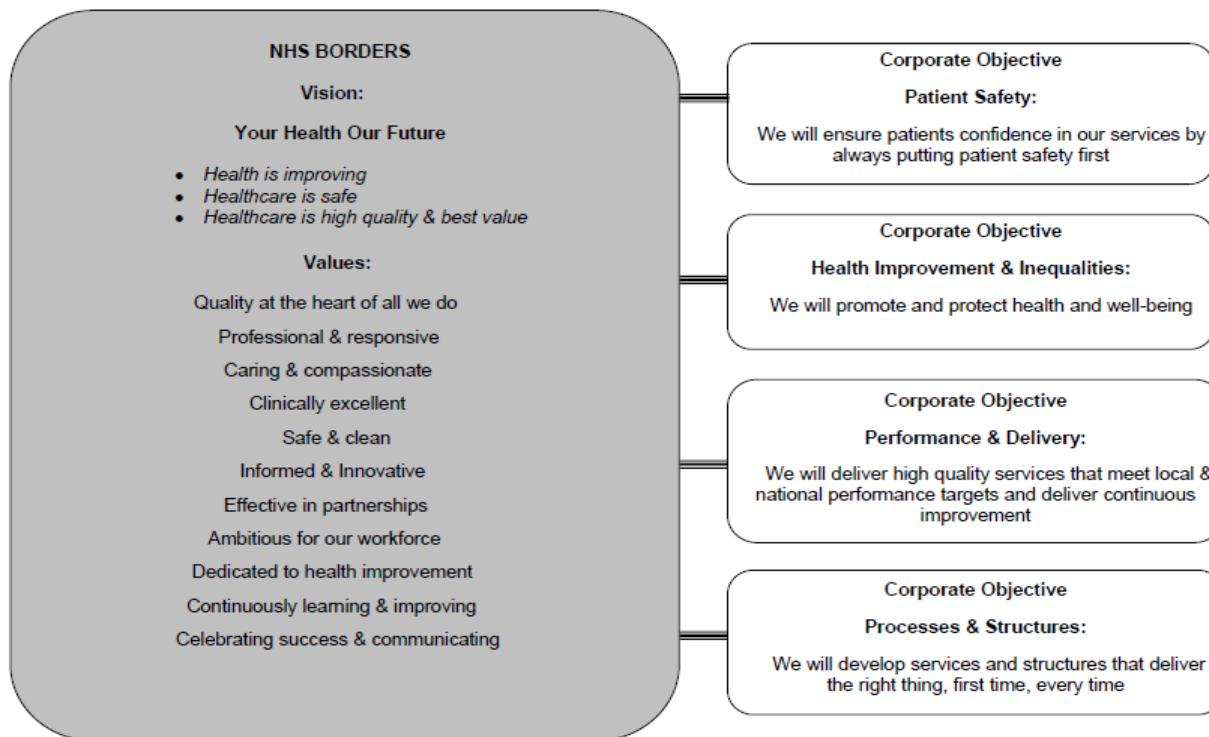 NHS BORDERS
Vision:
Your Health Our Future
• Health is improving
• Healthcare is safe
• Healthcare is high quality & best value
Values:
Quality at the heart of all we do
Professional & responsive
Caring & compassionate
Clinically excellent
Safe & clean
Informed & Innovative
Effective in partnerships
Ambitious for our workforce
Dedicated to health improvement
Continuously learning & improving
Celebrating success & communicating
Corporate Objective
Patient Safety:
We will ensure patients confidence in our services by
always putting patient safety first
Corporate Objective
Health Improvement & Inequalities:
We will promote and protect health and well-being
Corporate Objective
Performance & Delivery:
We will deliver high quality services that meet local &
national performance targets and deliver continuous
improvement
Corporate Objective
Processes & Structures:
We will develop services and structures that deliver
the right thing, first time, every time